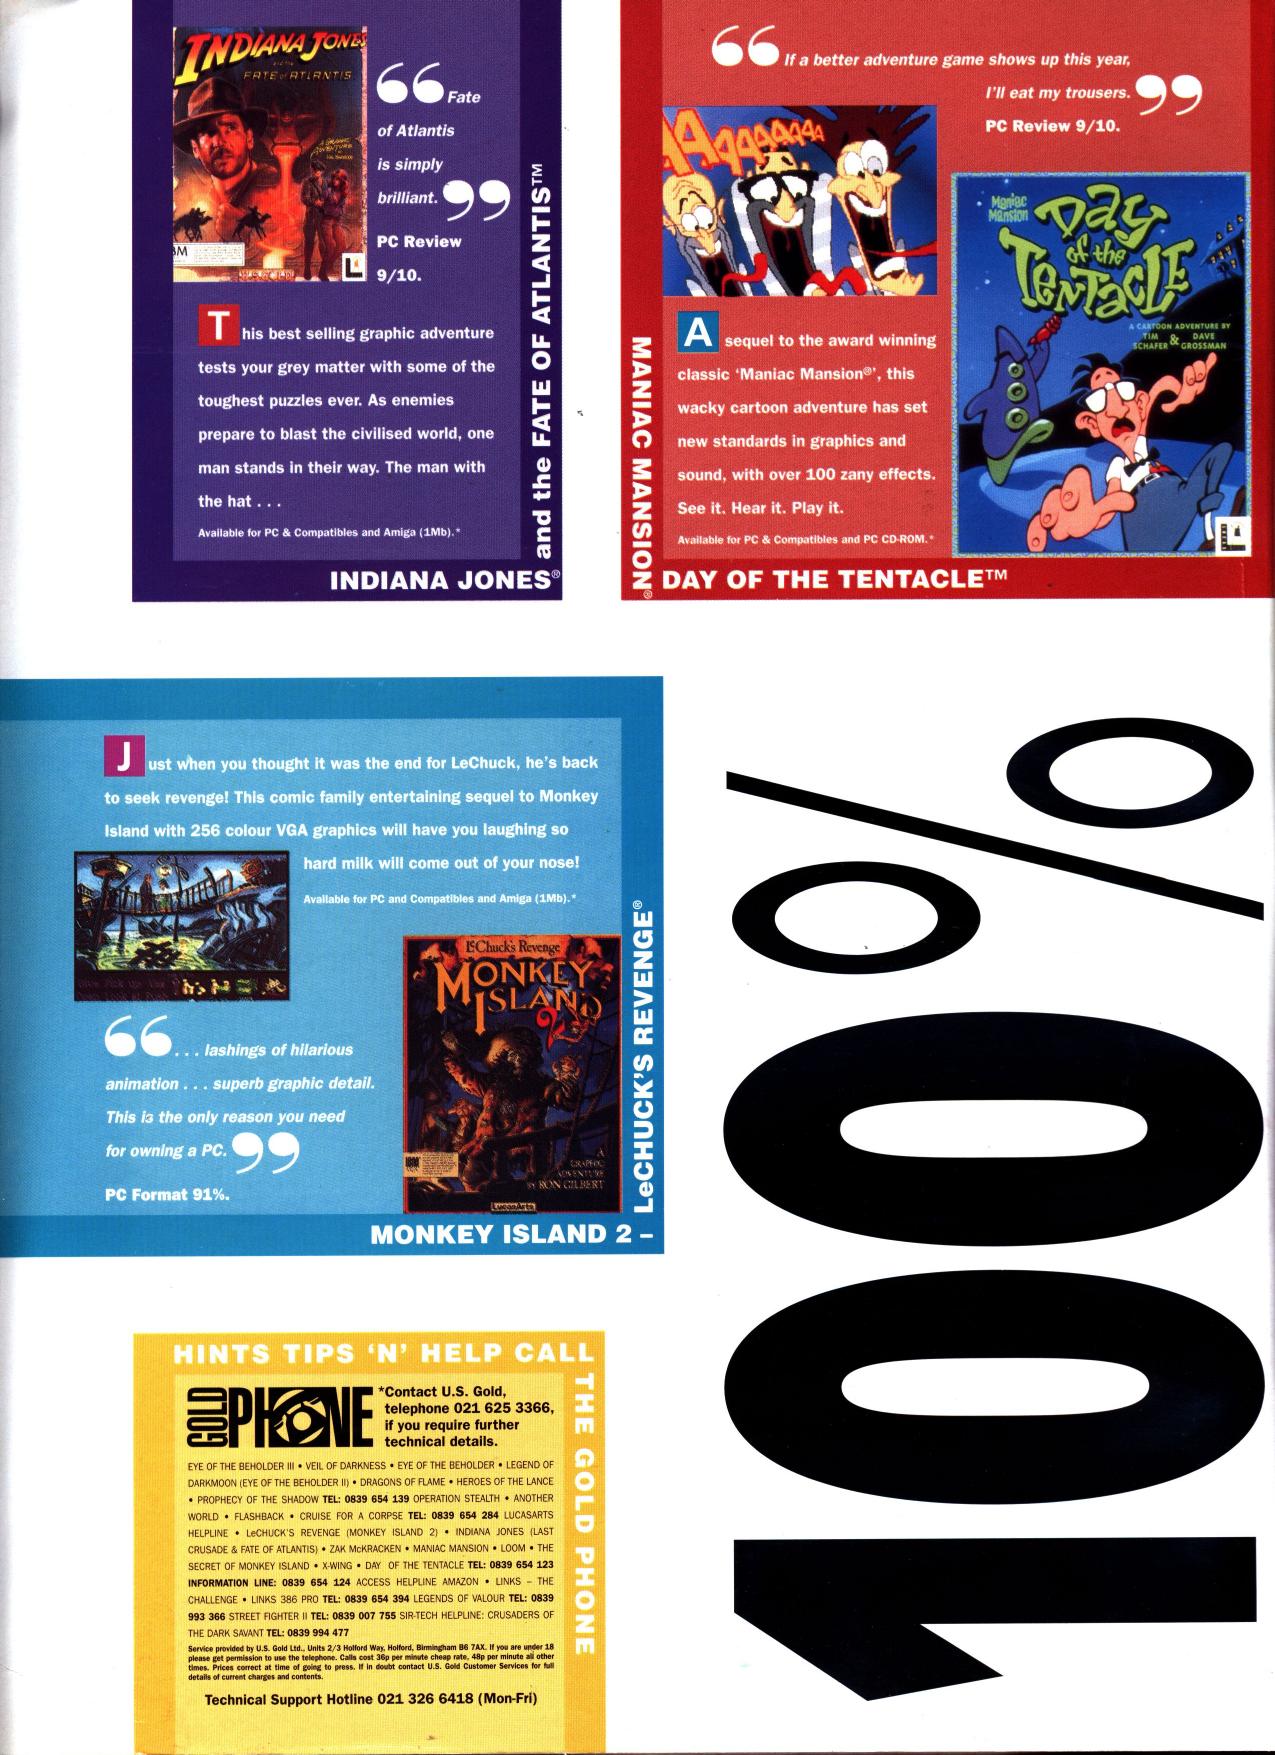 INDIANA JONES
AND THE
FATE OF ATLANTIS
“ Fate
of Atlantis
is simply
brilliant. ”
PC Review
9/10.
This best selling graphic adventure
tests your grey matter with some of the
toughest puzzles ever. As enemies
prepare to blast the civilised world, one
man stands in their way. The man with
the hat . . .
Available for PC & Compatibles and Amiga (1Mb).*
INDIANA JONES®
and the FATE OF ATLANTIS™
“ If a better adventure game shows up this year,
I’ll eat my trousers. ”
PC Review 9/10.
AAAAAAAAA
Maniac
Mansion
Day
of the
Tentacle
A CARTOON ADVENTURE BY
TIM SCHAFER & DAVE GROSSMAN
A sequel to the award winning
classic ‘Maniac Mansion®’, this
wacky cartoon adventure has set
new standards in graphics and
sound, with over 100 zany effects.
See it. Hear it. Play it.
Available for PC & Compatibles and PC CD-ROM.*
MANIAC MANSION®
DAY OF THE TENTACLE™
Just when you thought it was the end for LeChuck, he’s back
to seek revenge! This comic family entertaining sequel to Monkey
Island with 256 colour VGA graphics will have you laughing so
hard milk will come out of your nose!
Available for PC and Compatibles and Amiga (1Mb).*
“ . . . lashings of hilarious
animation . . . superb graphic detail.
This is the only reason you need
for owning a PC. ”
PC Format 91%.
LeChuck's Revenge
MONKEY
ISLAND
2
A
GRAPHIC
ADVENTURE
BY RON GILBERT
LucasArts
MONKEY ISLAND 2 –
LeCHUCK’S REVENGE®
100%
HINTS TIPS ‘N’ HELP CALL
THE GOLD PHONE
GOLD PHONE
*Contact U.S. Gold,
telephone 021 625 3366,
if you require further
technical details.
EYE OF THE BEHOLDER III • VEIL OF DARKNESS • EYE OF THE BEHOLDER • LEGEND OF
DARKMOON (EYE OF THE BEHOLDER II) • DRAGONS OF FLAME • HEROES OF THE LANCE
• PROPHECY OF THE SHADOW TEL: 0839 654 139 OPERATION STEALTH • ANOTHER
WORLD • FLASHBACK • CRUISE FOR A CORPSE TEL: 0839 654 284 LUCASARTS
HELPLINE • LeCHUCK’S REVENGE (MONKEY ISLAND 2) • INDIANA JONES (LAST
CRUSADE & FATE OF ATLANTIS) • ZAK McKRACKEN • MANIAC MANSION • LOOM • THE
SECRET OF MONKEY ISLAND • X-WING • DAY OF THE TENTACLE TEL: 0839 654 123
INFORMATION LINE: 0839 654 124 ACCESS HELPLINE AMAZON • LINKS – THE
CHALLENGE • LINKS 386 PRO TEL: 0839 654 394 LEGENDS OF VALOUR TEL: 0839
993 366 STREET FIGHTER II TEL: 0839 007 755 SIR-TECH HELPLINE: CRUSADERS OF
THE DARK SAVANT TEL: 0839 994 477
Service provided by U.S. Gold Ltd., Units 2/3 Holford Way, Holford, Birmingham B6 7AX. If you are under 18
please get permission to use the telephone. Calls cost 36p per minute cheap rate, 48p per minute all other
times. Prices correct at time of going to press. If in doubt contact U.S. Gold Customer Services for full
details of current charges and contents.
Technical Support Hotline 021 326 6418 (Mon-Fri)